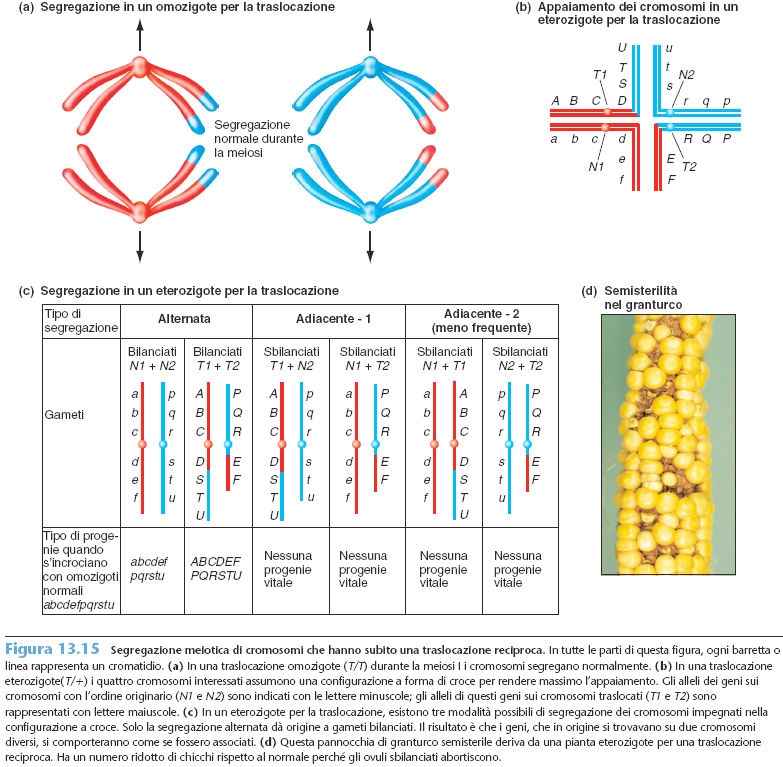 (a) Segregazione in un omozigote per la traslocazione
Segregazione
normale durante
la meiosi
(b) Appaiamento dei cromosomi in un
eterozigote per la traslocazione
U u
T t
T1 N2
S s
A B C D r q p
a b c d R Q P
N1 e E T2
f F
(c) Segregazione in un eterozigote per la traslocazione
Tipo di
segregazione
Alternata
Adiacente - 1
Adiacente - 2
(meno frequente)
Gameti
Bilanciati
N1 + N2
a p
b q
c r
d s
e t
f u
Bilanciati
T1 + T2
A P
B Q
C R
D E
S F
T
U
Sbilanciati
T1 + N2
A p
B q
C r
D s
S t
T u
U
Sbilanciati
N1 + T2
a P
b Q
c R
d E
e F
f
Sbilanciati
N1 + T1
a A
b B
c C
d D
e S
f T
U
Sbilanciati
N2 + T2
p P
q Q
r R
s E
t F
u
Tipo di proge-
nie quando
s'incrociano
con omozigoti
normali
abcdefpqrstu
abcdef
pqrstu
ABCDEF
PQRSTU
Nessuna
progenie
vitale
Nessuna
progenie
vitale
Nessuna
progenie
vitale
Nessuna
progenie
vitale
(d) Semisterilità
nel granturco
Figura 13.15 Segregazione meiotica di cromosomi che hanno subito una traslocazione reciproca. In tutte le parti di questa figura, ogni barretta o
linea rappresenta un cromatidio. (a) In una traslocazione omozigote (T/T) durante la meiosi I i cromosomi segregano normalmente. (b) In una traslocazione
eterozigote(T/+) i quattro cromosomi interessati assumono una configurazione a forma di croce per rendere massimo l'appaiamento. Gli alleli dei geni sui
cromosomi con l'ordine originario (N1 e N2) sono indicati con le lettere minuscole; gli alleli di questi geni sui cromosomi traslocati (T1 e T2) sono
rappresentati con lettere maiuscole. (c) In un eterozigote per la traslocazione, esistono tre modalità possibili di segregazione dei cromosomi impegnati nella
configurazione a croce. Solo la segregazione alternata dà origine a gameti bilanciati. Il risultato è che i geni, che in origine si trovavano su due cromosomi
diversi, si comporteranno come se fossero associati. (d) Questa pannocchia di granturco semisterile deriva da una pianta eterozigote per una traslocazione
reciproca. Ha un numero ridotto di chicchi rispetto al normale perché gli ovuli sbilanciati abortiscono.